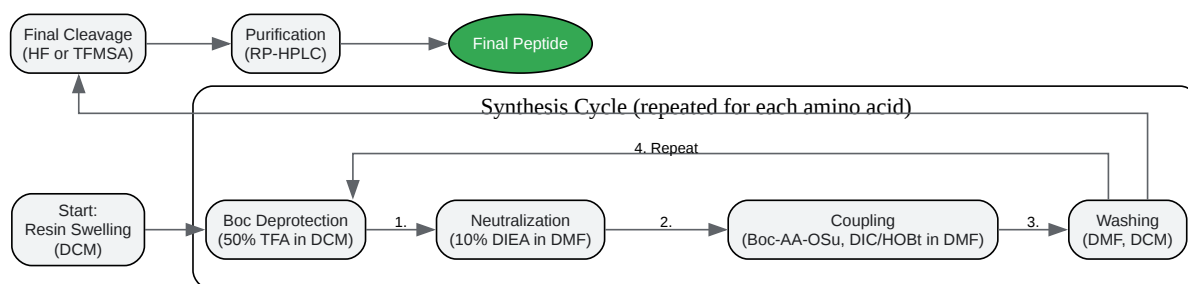 Final Cleavage
(HF or TFMSA)
Purification
(RP-HPLC)
Final Peptide
Synthesis Cycle (repeated for each amino acid)
4. Repeat
Start:
Resin Swelling
(DCM)
Boc Deprotection
(50% TFA in DCM)
1.
Neutralization
(10% DIEA in DMF)
2.
Coupling
(Boc-AA-OSu, DIC/HOBt in DMF)
3.
Washing
(DMF, DCM)